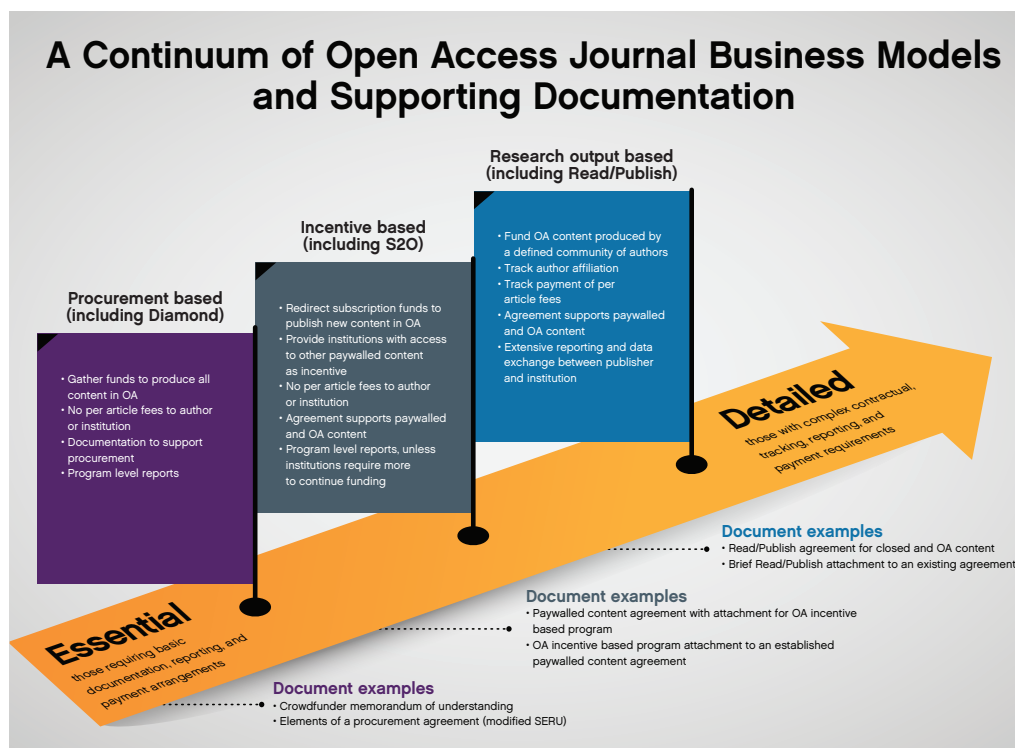 A Continuum of Open Access Journal Business Models
and Supporting Documentation
Research output based
(including Read/Publish)
• Fund OA content produced by
a defined community of authors
• Track author affiliation
• Track payment of per
article fees
• Agreement supports paywalled
and OA content
• Extensive reporting and data
exchange between publisher
and institution
Incentive based
(including S2O)
• Redirect subscription funds to
publish new content in OA
• Provide institutions with access
to other paywalled content
as incentive
• No per article fees to author
or institution
• Agreement supports paywalled
and OA content
• Program level reports, unless
institutions require more
to continue funding
Procurement based
(including Diamond)
• Gather funds to produce all
content in OA
• No per article fees to author
or institution
• Documentation to support
procurement
• Program level reports
Detailed
those with complex contractual,
tracking, reporting, and
payment requirements
Document examples
• Read/Publish agreement for closed and OA content
• Brief Read/Publish attachment to an existing agreement
Document examples
• Paywalled content agreement with attachment for OA incentive
based program
• OA incentive based program attachment to an established
paywalled content agreement
Essential
those requiring basic
documentation, reporting, and
payment arrangements
Document examples
• Crowdfunder memorandum of understanding
• Elements of a procurement agreement (modified SERU)